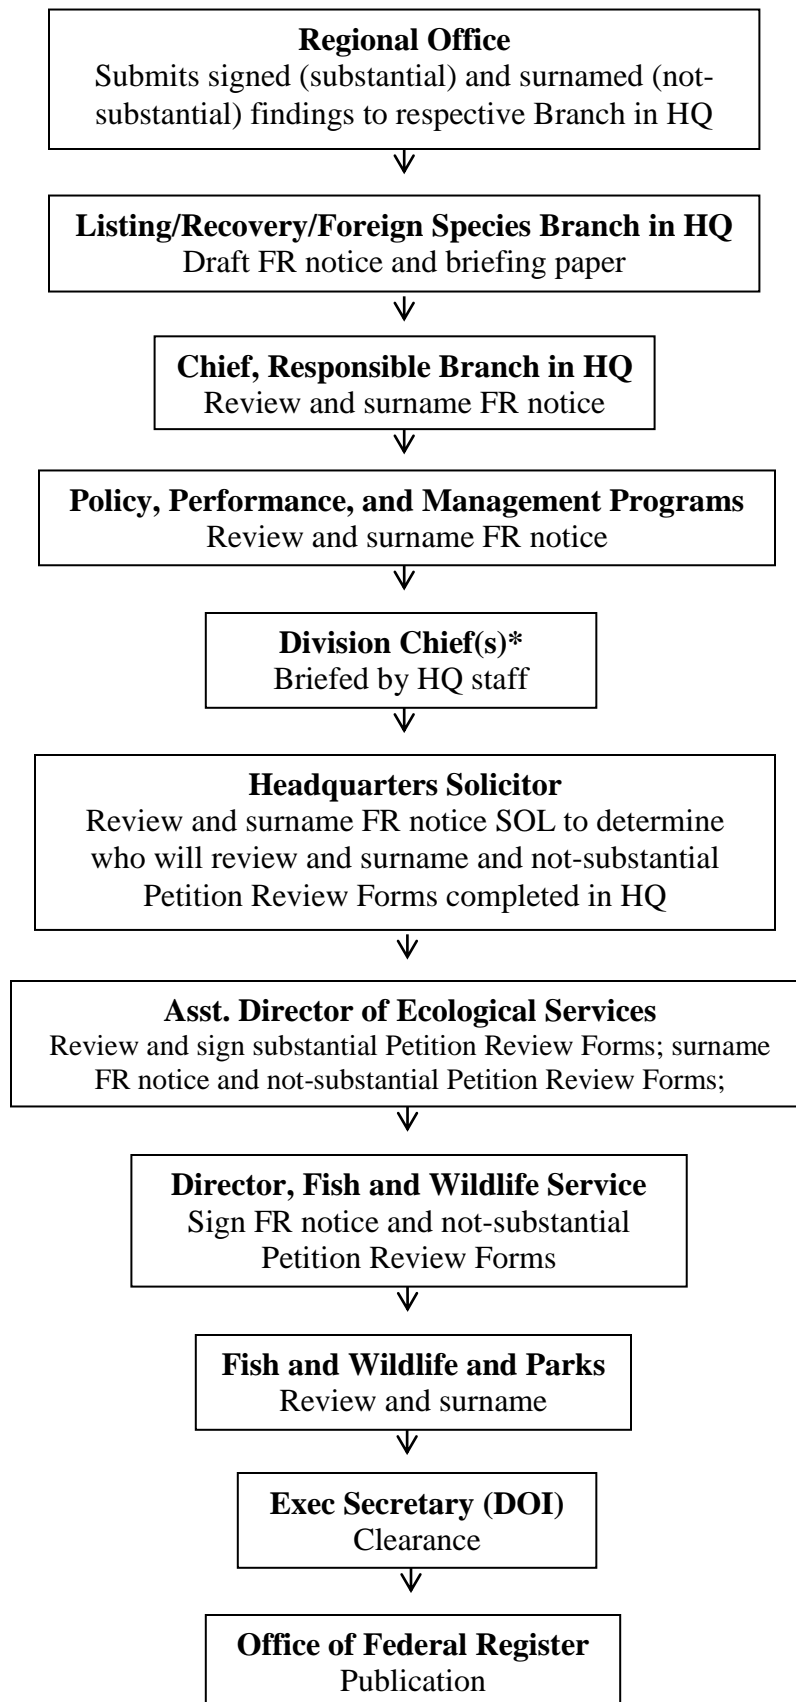 Regional Office
Submits signed (substantial) and surnamed (not-
substantial) findings to respective Branch in HQ
Listing/Recovery/Foreign Species Branch in HQ
Draft FR notice and briefing paper
Chief, Responsible Branch in HQ
Review and surname FR notice
Policy, Performance, and Management Programs
Review and surname FR notice
Division Chief(s)*
Briefed by HQ staff
Headquarters Solicitor
Review and surname FR notice SOL to determine
who will review and surname and not-substantial
Petition Review Forms completed in HQ
Asst. Director of Ecological Services
Review and sign substantial Petition Review Forms; surname
FR notice and not-substantial Petition Review Forms;
Director, Fish and Wildlife Service
Sign FR notice and not-substantial
Petition Review Forms
Fish and Wildlife and Parks
Review and surname
Exec Secretary (DOI)
Clearance
Office of Federal Register
Publication